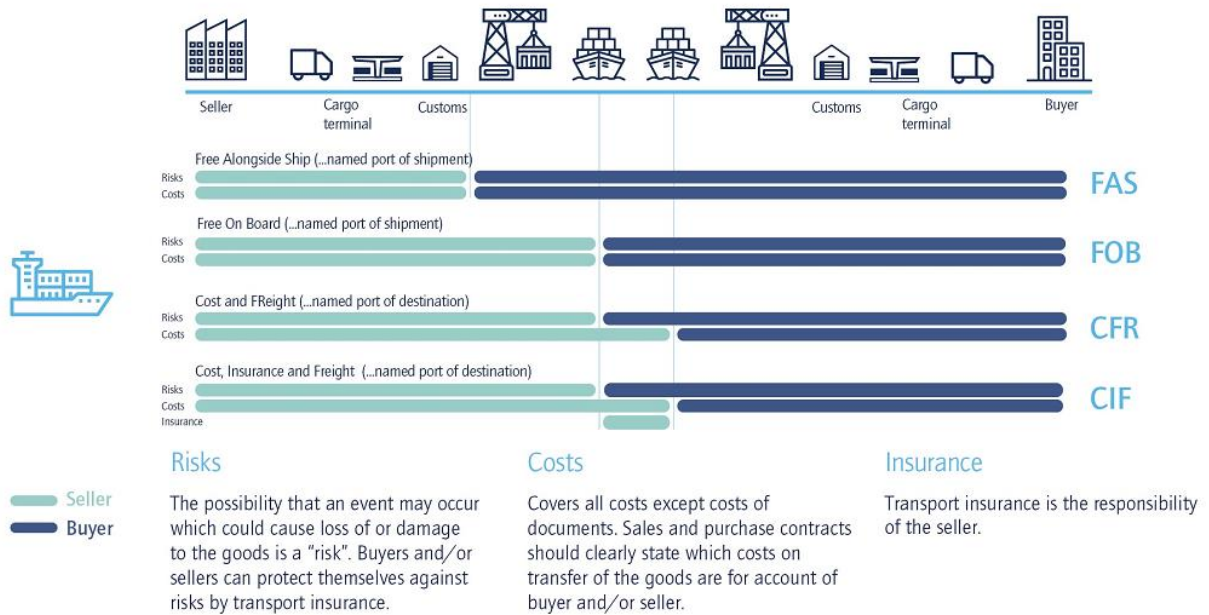 Seller
Cargo
terminal
Customs
Customs
Cargo
terminal
Buyer
Free Alongside Ship (...named port of shipment)
Risks
Costs
FAS
Free On Board (...named port of shipment)
Risks
Costs
FOB
Cost and FReight (...named port of destination)
Risks
Costs
CFR
Cost, Insurance and Freight (...named port of destination)
Risks
Costs
Insurance
CIF
Seller
Buyer
Risks
The possibility that an event may occur
which could cause loss of or damage
to the goods is a “risk”. Buyers and/or
sellers can protect themselves against
risks by transport insurance.
Costs
Covers all costs except costs of
documents. Sales and purchase contracts
should clearly state which costs on
transfer of the goods are for account of
buyer and/or seller.
Insurance
Transport insurance is the responsibility
of the seller.